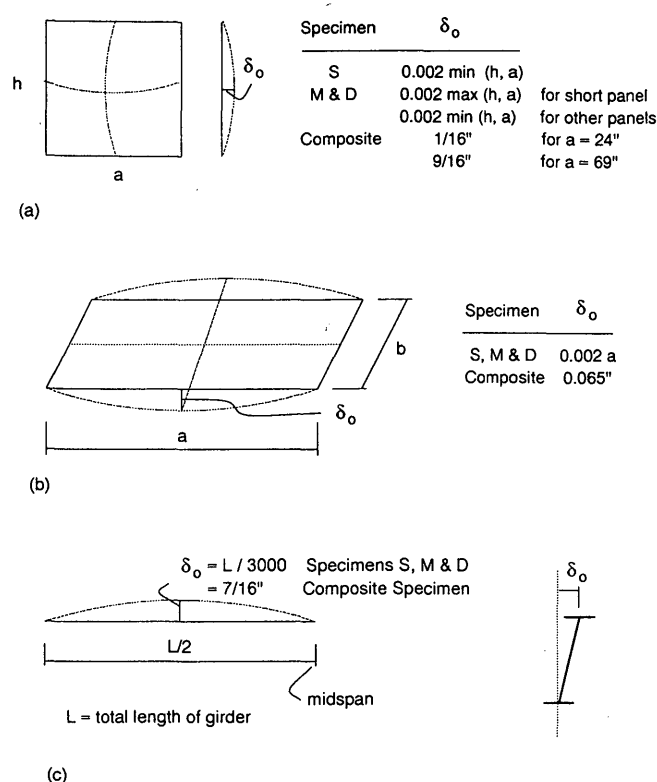 Specimen δo
h
δo
S 0.002 min (h, a)
M & D 0.002 max (h, a) for short panel
0.002 min (h, a) for other panels
Composite 1/16" for a = 24"
9/16" for a = 69"
a
(a)
Specimen δo
b
S, M & D 0.002 a
Composite 0.065"
δo
a
(b)
δo = L / 3000 Specimens S, M & D
= 7/16" Composite Specimen
δo
L/2
midspan
L = total length of girder
(c)